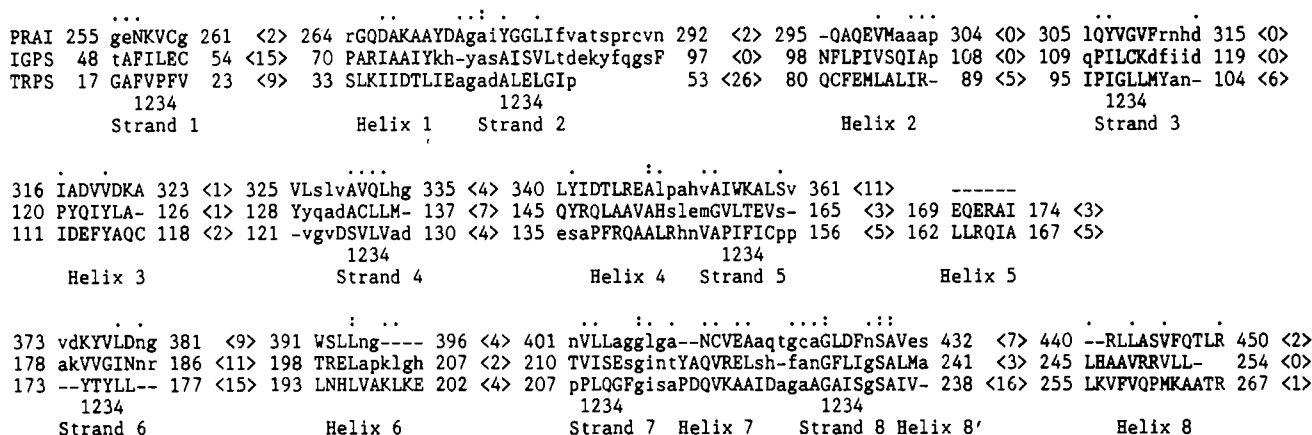 ... .. ..: . .... .. .
PRAI 255 geNKVCg 261 <2> 264 rGQDAKAAYDAgaiYGGLIfvatsprcvn 292 <2> 295 -QAQEVMaaap 304 <0> 305 lQYVGVFrnhd 315 <0>
IGPS 48 tAFILEC 54 <15> 70 PARIAAIYkh-yasAISVLtdekyfqgsF 97 <0> 98 NFLPIVSQIAp 108 <0> 109 qPILCKdfiid 119 <0>
TRPS 17 GAFVPFV 23 <9> 33 SLKIIDTLIEagadALELGIp 53 <26> 80 QCFEMLALIR- 89 <5> 95 IPIGLLMYan- 104 <6>
1234 1234 1234
Strand 1 Helix 1 Strand 2 Helix 2 Strand 3
. . .... :. .. .
316 IADVVDKA 323 <1> 325 VLslvAVQLhg 335 <4> 340 LYIDTLREAlpahvAIWKALSv 361 <11> ------
120 PYQIYLA- 126 <1> 128 YyqadACLLM- 137 <7> 145 QYRQLAAVAHslemGVLTEVs- 165 <3> 169 EQERAI 174 <3>
111 IDEFYAQC 118 <2> 121 -vgvDSVLVad 130 <4> 135 esaPFRQAALRhnVAPIFICpp 156 <5> 162 LLRQIA 167 <5>
1234 1234
Helix 3 Strand 4 Helix 4 Strand 5 Helix 5
. . : .. .. :. . .. .. ...: .::  . . . .
373 vdKYVLDng 381 <9> 391 WSLLng---- 396 <4> 401 nVLLagglga--NCVEAaqtgcaGLDFnSAVes 432 <7> 440 --RLLASVFQTLR 450 <2>
178 akVVGINNr 186 <11> 198 TRELapklgh 207 <2> 210 TVISEsgintYAQVRELsh-fanGFLIgSALMa 241 <3> 245 LHAAVRRVLL- 254 <0>
173 --YTYLL-- 177 <15> 193 LNHLVAKLKE 202 <4> 207 pPLQGFgisaPDQVKAAIDagaAGAISgSAIV- 238 <16> 255 LKVFVQPMKAATR 267 <1>
1234 1234 1234
Strand 6 Helix 6 Strand 7 Helix 7 Strand 8 Helix 8' Helix 8